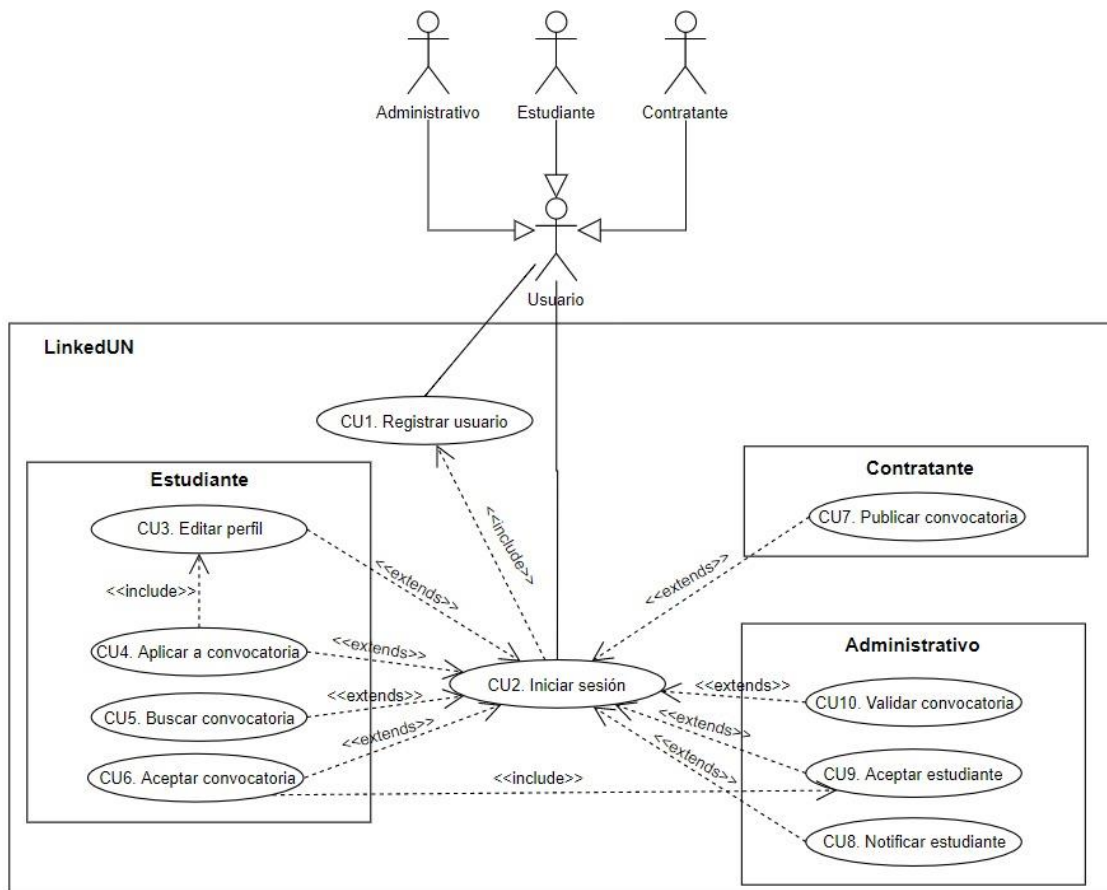 Administrativo
Estudiante
Contratante
Usuario
LinkedUN
CU1. Registrar usuario
<<include>>
Estudiante
CU3. Editar perfil
<<include>>
CU4. Aplicar a convocatoria
CU5. Buscar convocatoria
CU6. Aceptar convocatoria
<<extends>>
<<extends>>
<<extends>>
<<extends>>
CU2. Iniciar sesión
<<include>>
Contratante
CU7. Publicar convocatoria
<<extends>>
Administrativo
CU10. Validar convocatoria
CU9. Aceptar estudiante
CU8. Notificar estudiante
<<extends>>
<<extends>>
<<extends>>